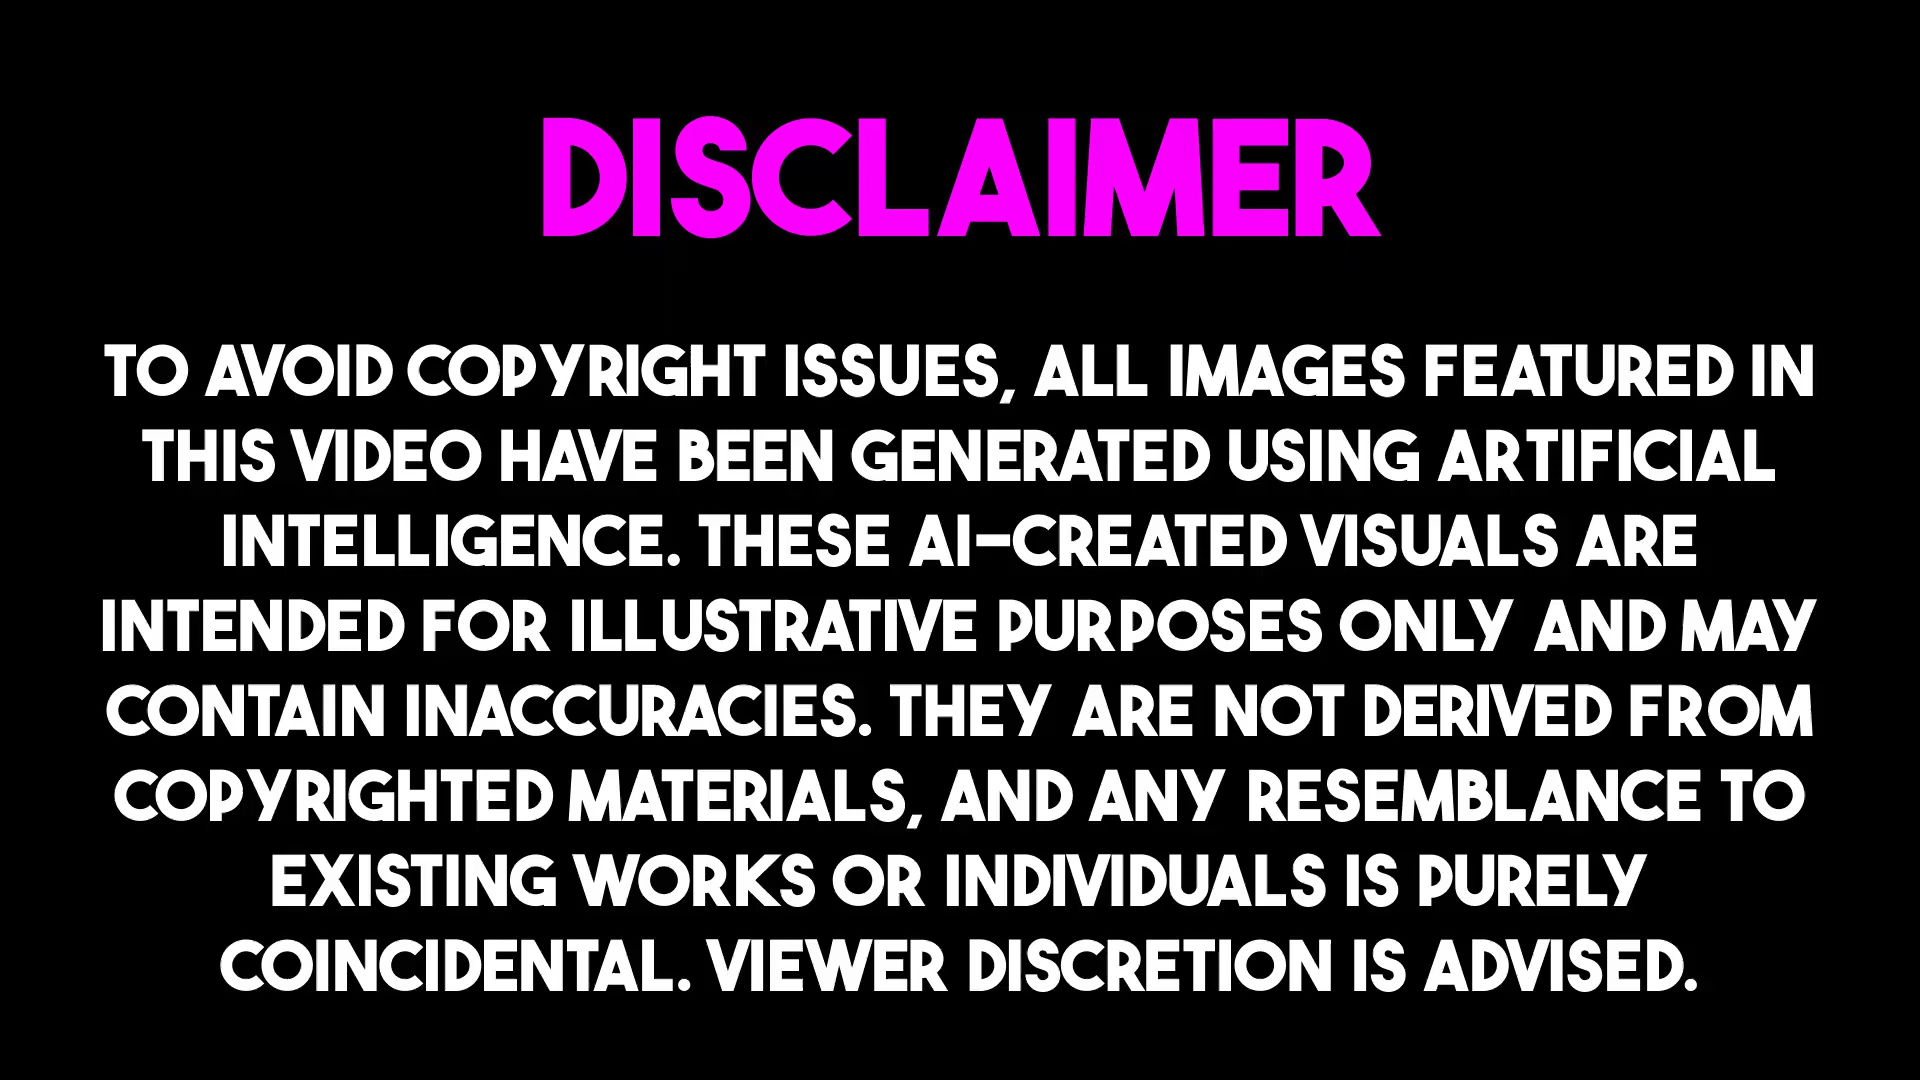 DISCLAIMER
TO AVOID COPYRIGHT ISSUES, ALL IMAGES FEATURED IN
THIS VIDEO HAVE BEEN GENERATED USING ARTIFICIAL
INTELLIGENCE. THESE AI-CREATED VISUALS ARE
INTENDED FOR ILLUSTRATIVE PURPOSES ONLY AND MAY
CONTAIN INACCURACIES. THEY ARE NOT DERIVED FROM
COPYRIGHTED MATERIALS, AND ANY RESEMBLANCE TO
EXISTING WORKS OR INDIVIDUALS IS PURELY
COINCIDENTAL. VIEWER DISCRETION IS ADVISED.